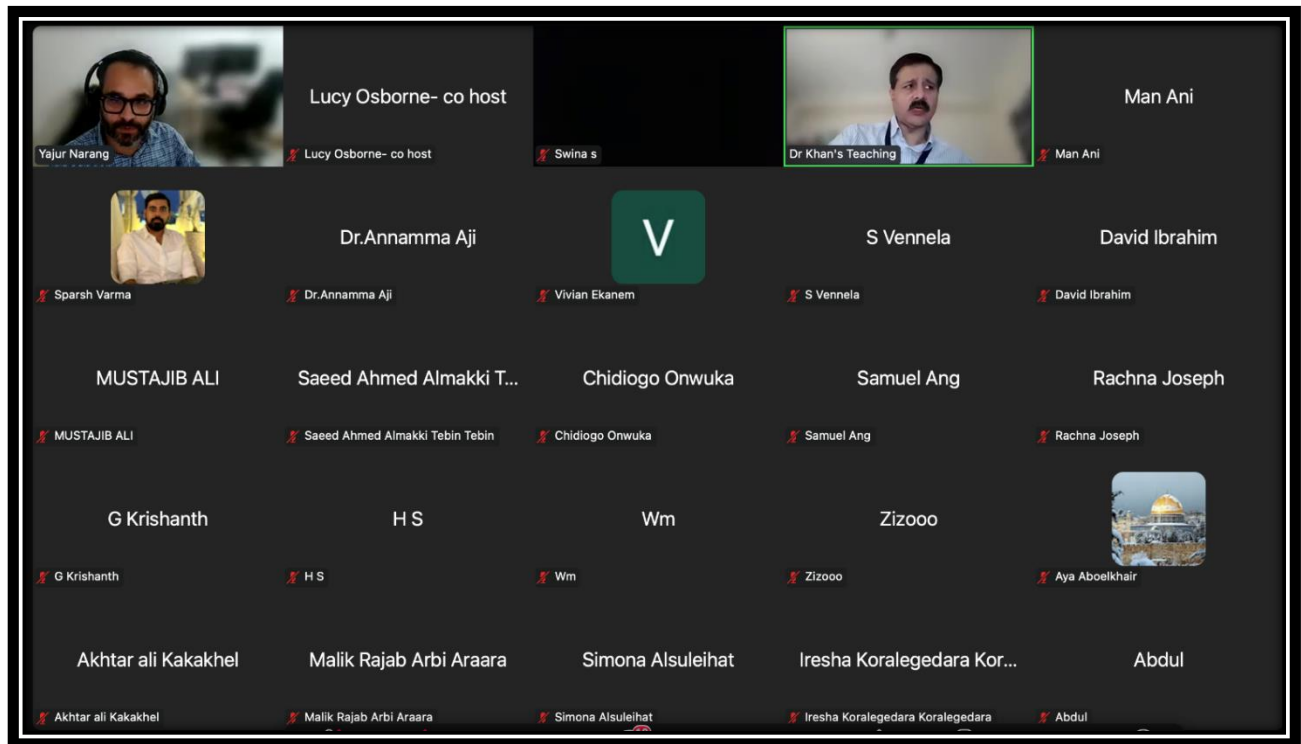 Yajur Narang
Lucy Osborne- co host
Lucy Osborne- co host
Swina s
Dr Khan's Teaching
Man Ani
Man Ani
Sparsh Varma
Dr.Annamma Aji
Dr.Annamma Aji
V
Vivian Ekanem
S Vennela
S Vennela
David Ibrahim
David Ibrahim
MUSTAJIB ALI
MUSTAJIB ALI
Saeed Ahmed Almakki T...
Saeed Ahmed Almakki Tebin Tebin
Chidiogo Onwuka
Chidiogo Onwuka
Samuel Ang
Samuel Ang
Rachna Joseph
Rachna Joseph
G Krishanth
G Krishanth
H S
H S
Wm
Wm
Zizooo
Zizooo
Aya Aboelkhair
Akhtar ali Kakakhel
Akhtar ali Kakakhel
Malik Rajab Arbi Araara
Malik Rajab Arbi Araara
Simona Alsuleihat
Simona Alsuleihat
Iresha Koralegedara Kor...
Iresha Koralegedara Koralegedara
Abdul
Abdul